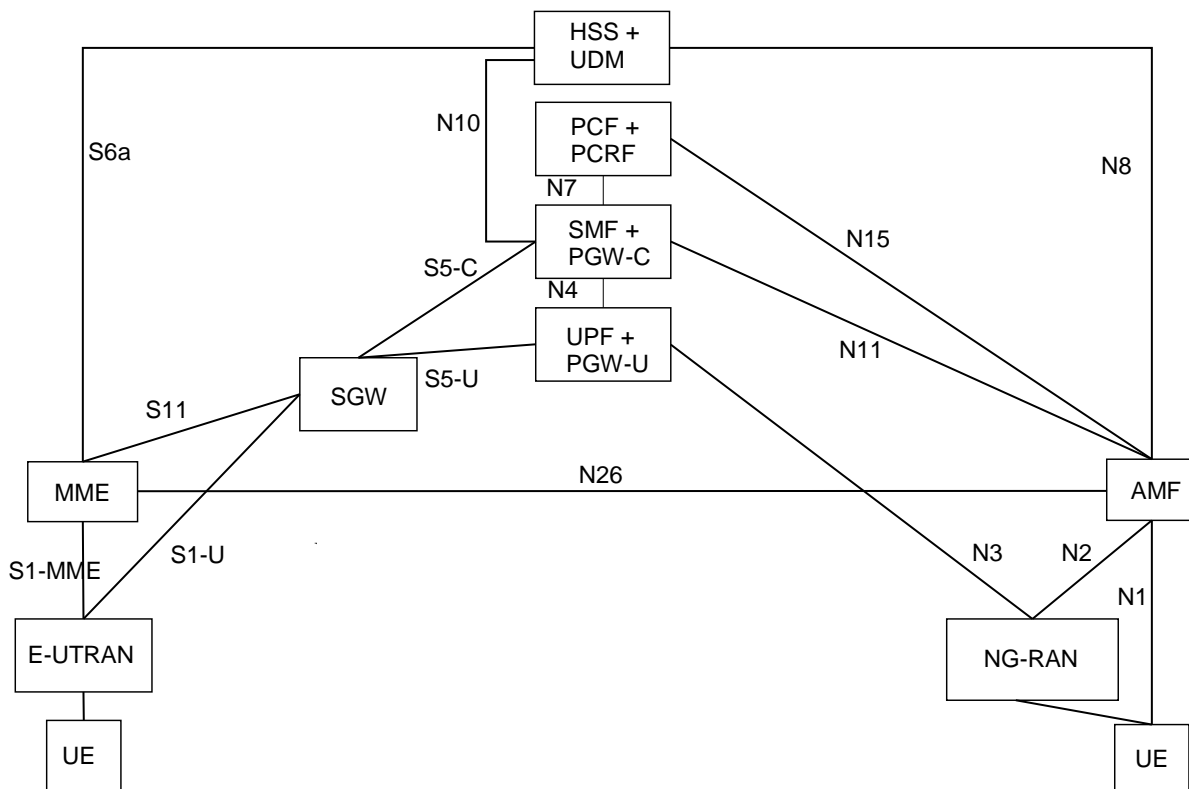 HSS +
UDM
N10
PCF +
PCRF
S6a
N8
N7
SMF +
PGW-C
N15
S5-C
N4
UPF +
PGW-U
N11
S5-U
SGW
S11
N26
MME
AMF
S1-U
N3
N2
S1-MME
N1
E-UTRAN
NG-RAN
UE
UE